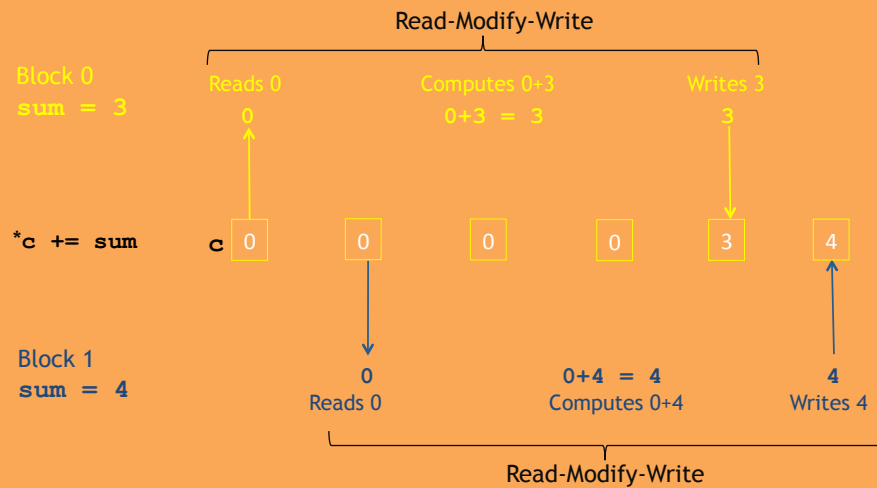 Read-Modify-Write
Block 0
sum = 3
Reads 0
0
Computes 0+3
0+3 = 3
Writes 3
3
*c += sum
c 0 0 0 0 3 4
Block 1
sum = 4
0
Reads 0
0+4 = 4
Computes 0+4
4
Writes 4
Read-Modify-Write